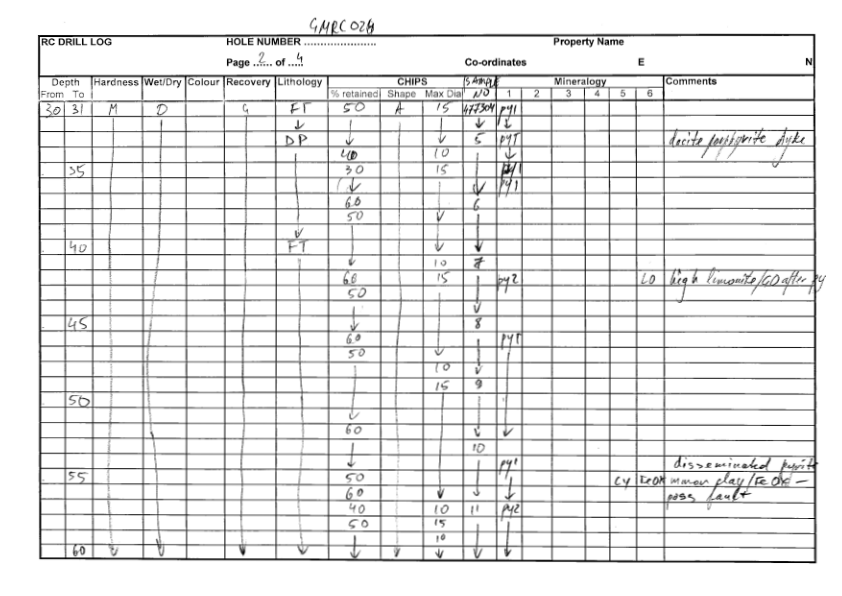 GMRC024
RC DRILL LOG HOLE NUMBER ........................ Property Name
Page ..2.. of ..4 Co-ordinates E N
Depth Hardness Wet/Dry Colour Recovery Lithology CHIPS SAMPLE Mineralogy Comments
From To % retained Shape Max Dia NO 1 2 3 4 5 6
30 31 M D G FT 50 A 15 477304 py1
DP 5 pyT dacite porphyrite dyke
40 10
35 30 15 py1
py1
60 6
50
40 FT
10 7
60 15 py2 LO high limonite/GO after py
50
45 8
60 pyT
50
10
15 9
50
60
10
py1 disseminated pyrite
55 50 CY FeOX minor clay/FeOx –
60 poss fault
40 10 11 py2
50 15
10
60